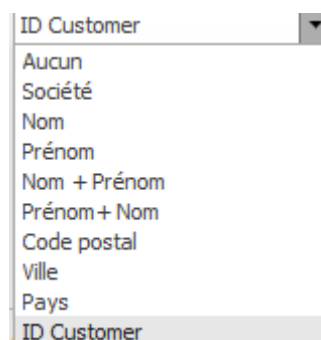 ID Customer
Aucun
Société
Nom
Prénom
Nom + Prénom
Prénom+ Nom
Code postal
Ville
Pays
ID Customer